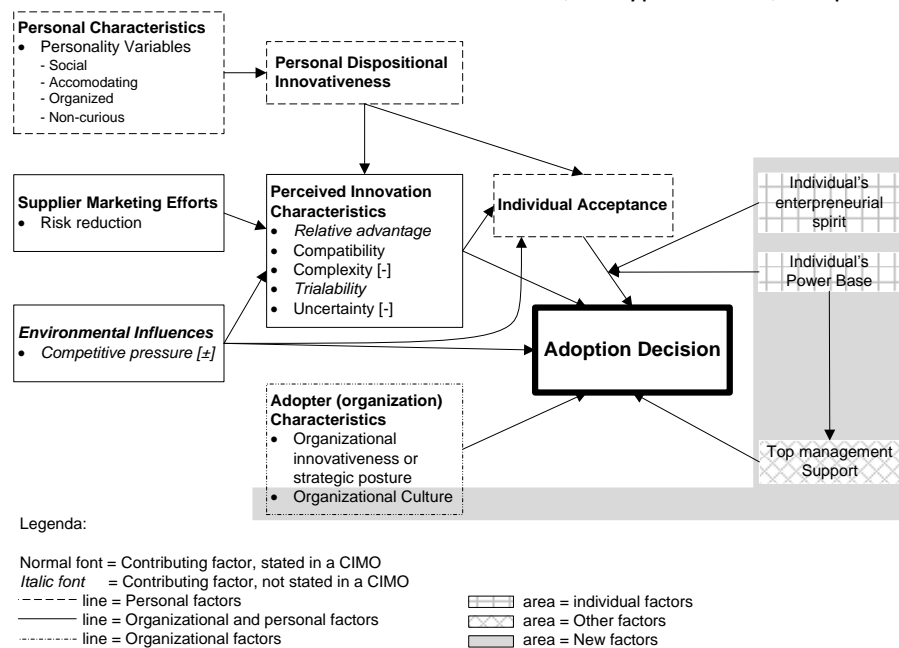 Personal Characteristics
• Personality Variables
- Social
- Accomodating
- Organized
- Non-curious
Personal Dispositional
Innovativeness
Supplier Marketing Efforts
• Risk reduction
Perceived Innovation
Characteristics
• Relative advantage
• Compatibility
• Complexity [-]
• Trialability
• Uncertainty [-]
Individual Acceptance
Individual's
enterpreneurial
spirit
Individual's
Power Base
Environmental Influences
• Competitive pressure [±]
Adoption Decision
Adopter (organization)
Characteristics
• Organizational
innovativeness or
strategic posture
• Organizational Culture
Top management
Support
Legenda:
Normal font = Contributing factor, stated in a CIMO
Italic font = Contributing factor, not stated in a CIMO
line = Personal factors
line = Organizational and personal factors
line = Organizational factors
area = individual factors
area = Other factors
area = New factors